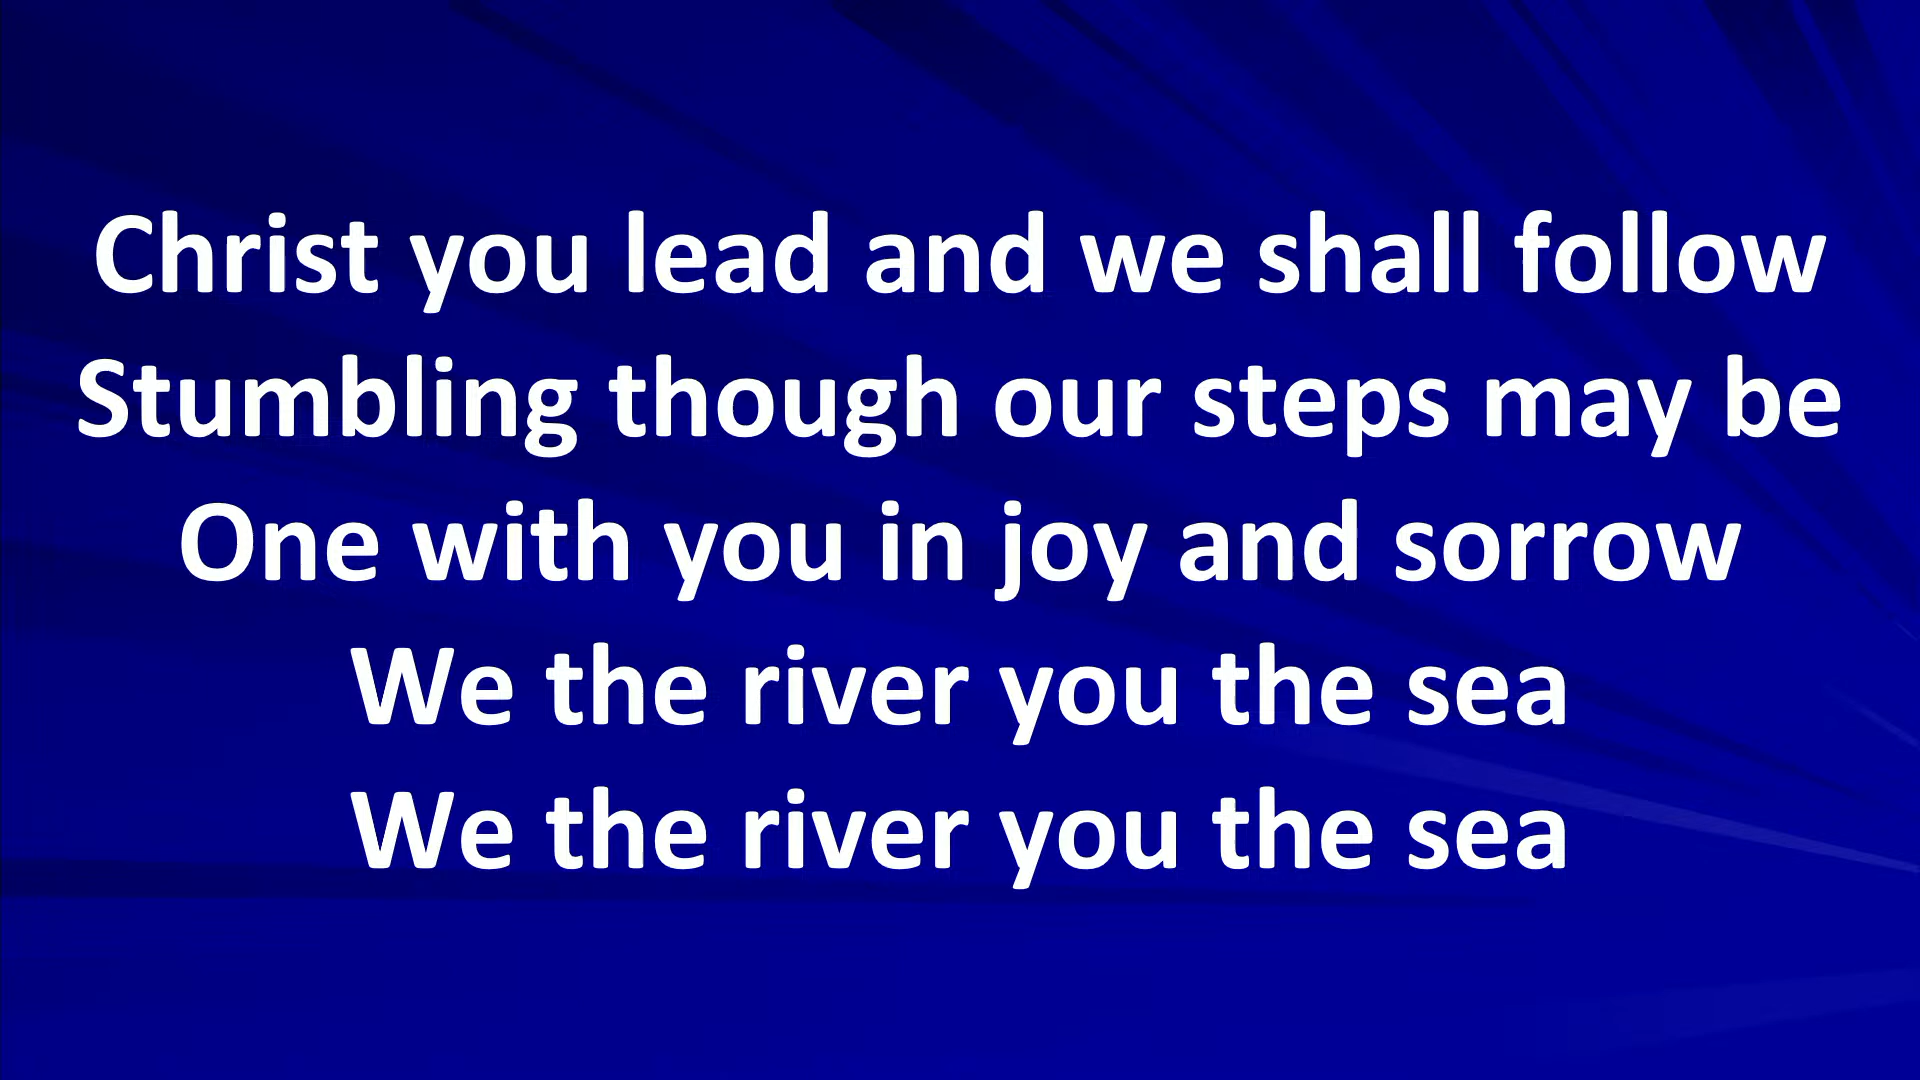 Christ you lead and we shall follow
Stumbling though our steps may be
One with you in joy and sorrow
We the river you the sea
We the river you the sea